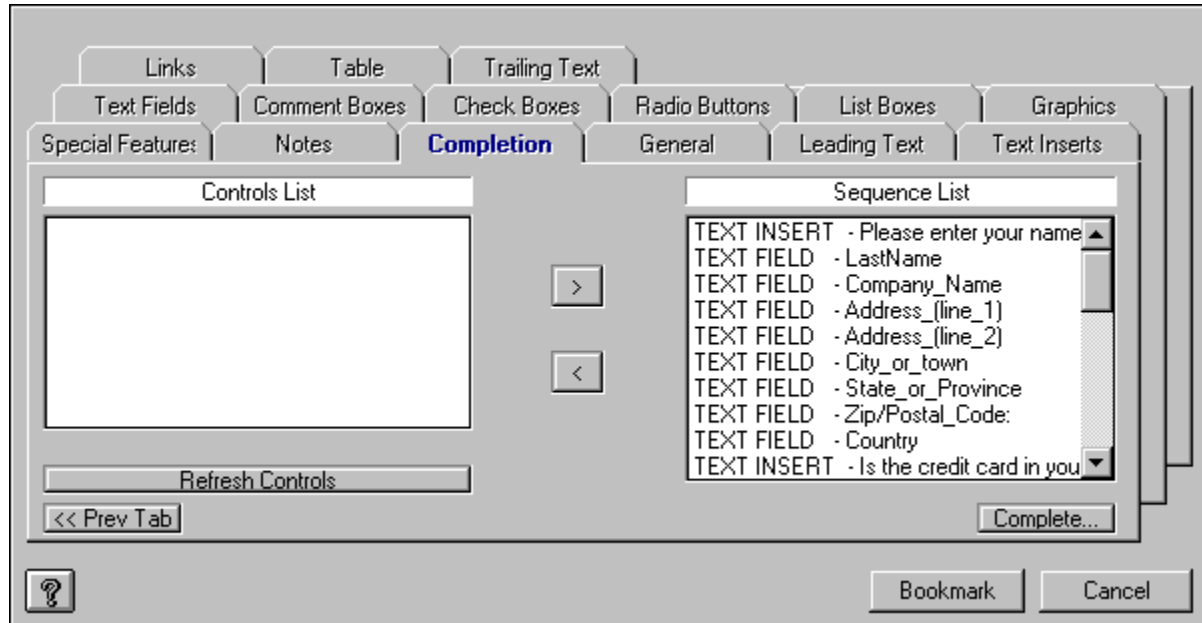 Links Table Trailing Text
Text Fields Comment Boxes Check Boxes Radio Buttons List Boxes Graphics
Special Features Notes Completion General Leading Text Text Inserts
Controls List
Sequence List
TEXT INSERT - Please enter your name
TEXT FIELD - LastName
TEXT FIELD - Company_Name
TEXT FIELD - Address_(line_1)
TEXT FIELD - Address_(line_2)
TEXT FIELD - City_or_town
TEXT FIELD - State_or_Province
TEXT FIELD - Zip/Postal_Code:
TEXT FIELD - Country
TEXT INSERT - Is the credit card in you
>
<
Refresh Controls
<< Prev Tab
Complete...
?
Bookmark
Cancel